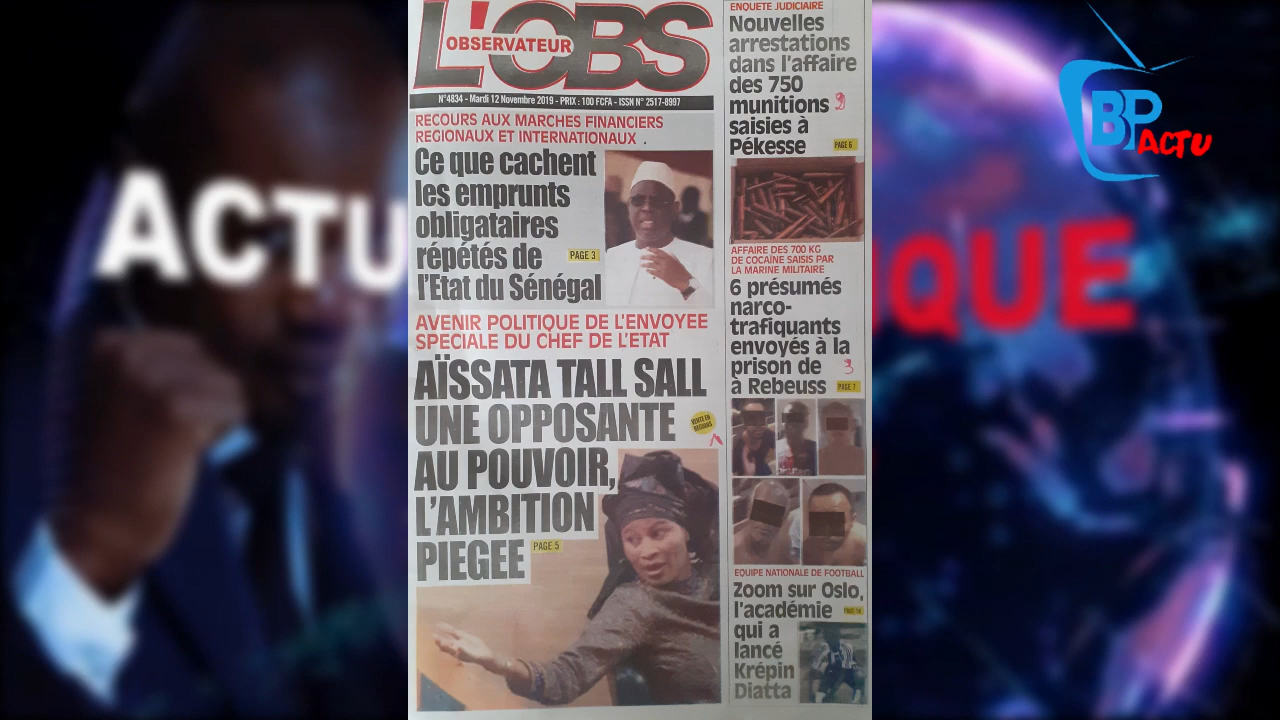 ACTU
IQUE
BP
ACTU
L'OBS
OBSERVATEUR
N°4834 - Mardi 12 Novembre 2019 - PRIX : 100 FCFA - ISSN N° 2517-8997
RECOURS AUX MARCHES FINANCIERS
REGIONAUX ET INTERNATIONAUX
Ce que cachent
les emprunts
obligataires
répétés de
l'Etat du Sénégal
PAGE 3
AVENIR POLITIQUE DE L'ENVOYEE
SPECIALE DU CHEF DE L'ETAT
AÏSSATA TALL SALL
UNE OPPOSANTE
AU POUVOIR,
L'AMBITION
PIEGEE
PAGE 5
ENQUETE JUDICIAIRE
Nouvelles
arrestations
dans l'affaire
des 750
munitions
saisies à
Pékesse
PAGE 6
AFFAIRE DES 700 KG
DE COCAÏNE SAISIS PAR
LA MARINE MILITAIRE
6 présumés
narco-
trafiquants
envoyés à la
prison de
à Rebeuss
PAGE 7
EQUIPE NATIONALE DE FOOTBALL
Zoom sur Oslo,
l'académie
qui a
lancé
Krépin
Diatta